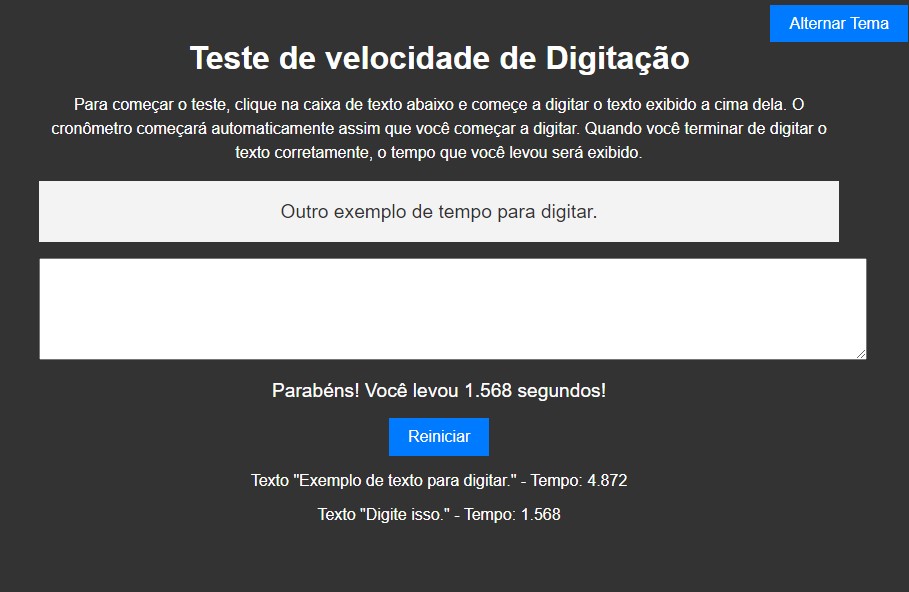 Alternar Tema
Teste de velocidade de Digitação
Para começar o teste, clique na caixa de texto abaixo e começe a digitar o texto exibido a cima dela. O
cronômetro começará automaticamente assim que você começar a digitar. Quando você terminar de digitar o
texto corretamente, o tempo que você levou será exibido.
Outro exemplo de tempo para digitar.
Parabéns! Você levou 1.568 segundos!
Reiniciar
Texto "Exemplo de texto para digitar." - Tempo: 4.872
Texto "Digite isso." - Tempo: 1.568